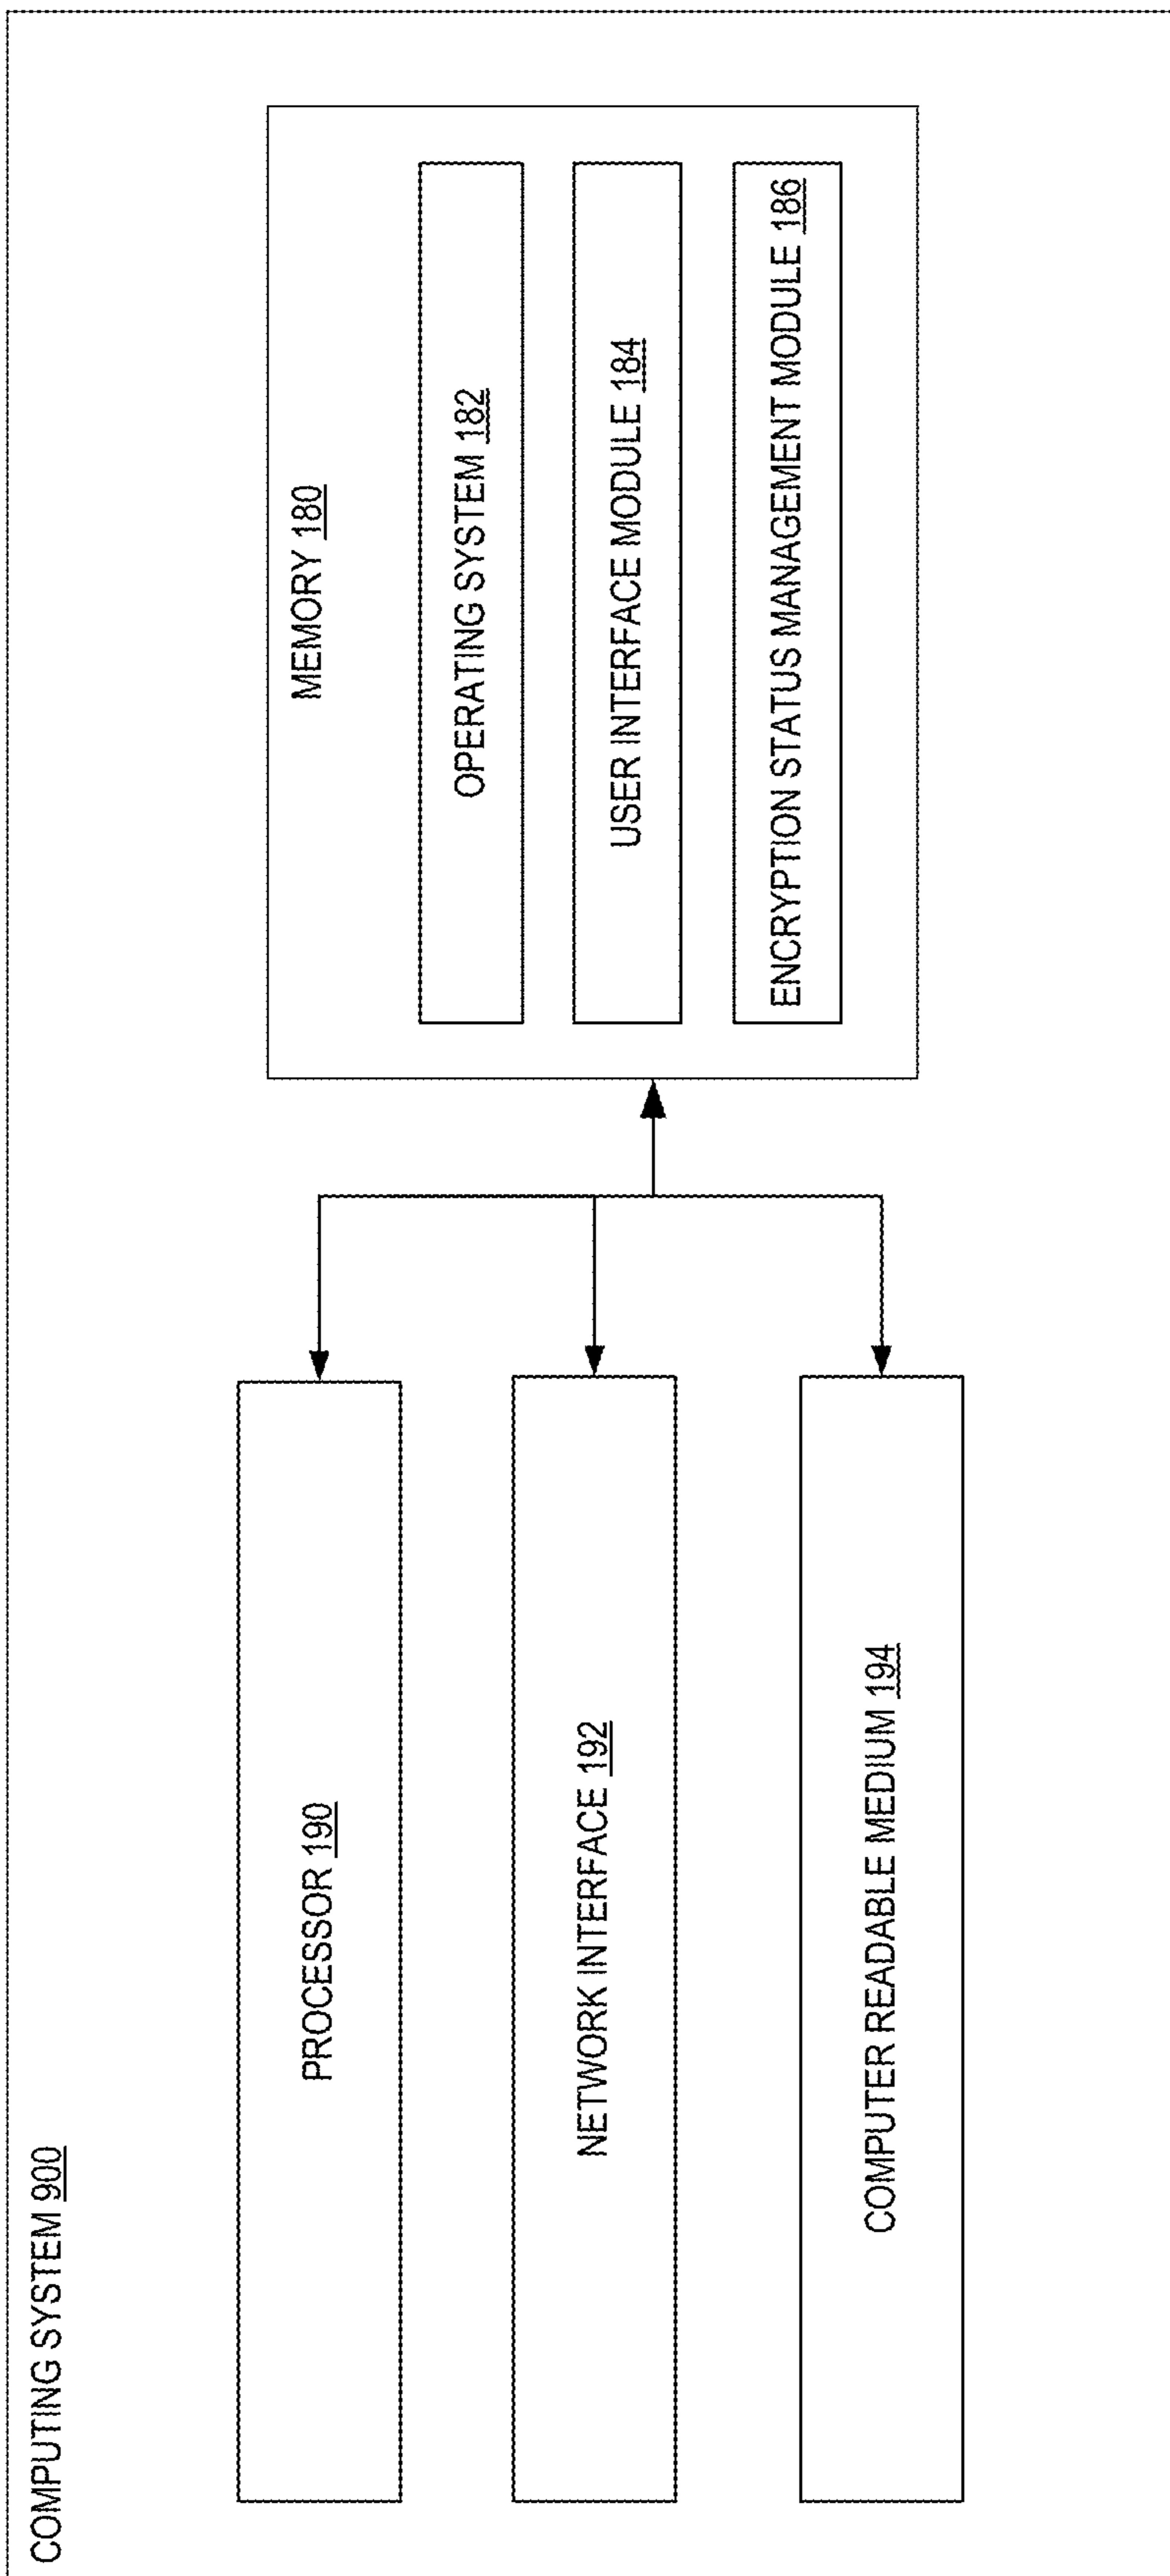 COMPUTING SYSTEM 900
PROCESSOR 190
NETWORK INTERFACE 192
COMPUTER READABLE MEDIUM 194
MEMORY 180
OPERATING SYSTEM 182
USER INTERFACE MODULE 184
ENCRYPTION STATUS MANAGEMENT MODULE 186